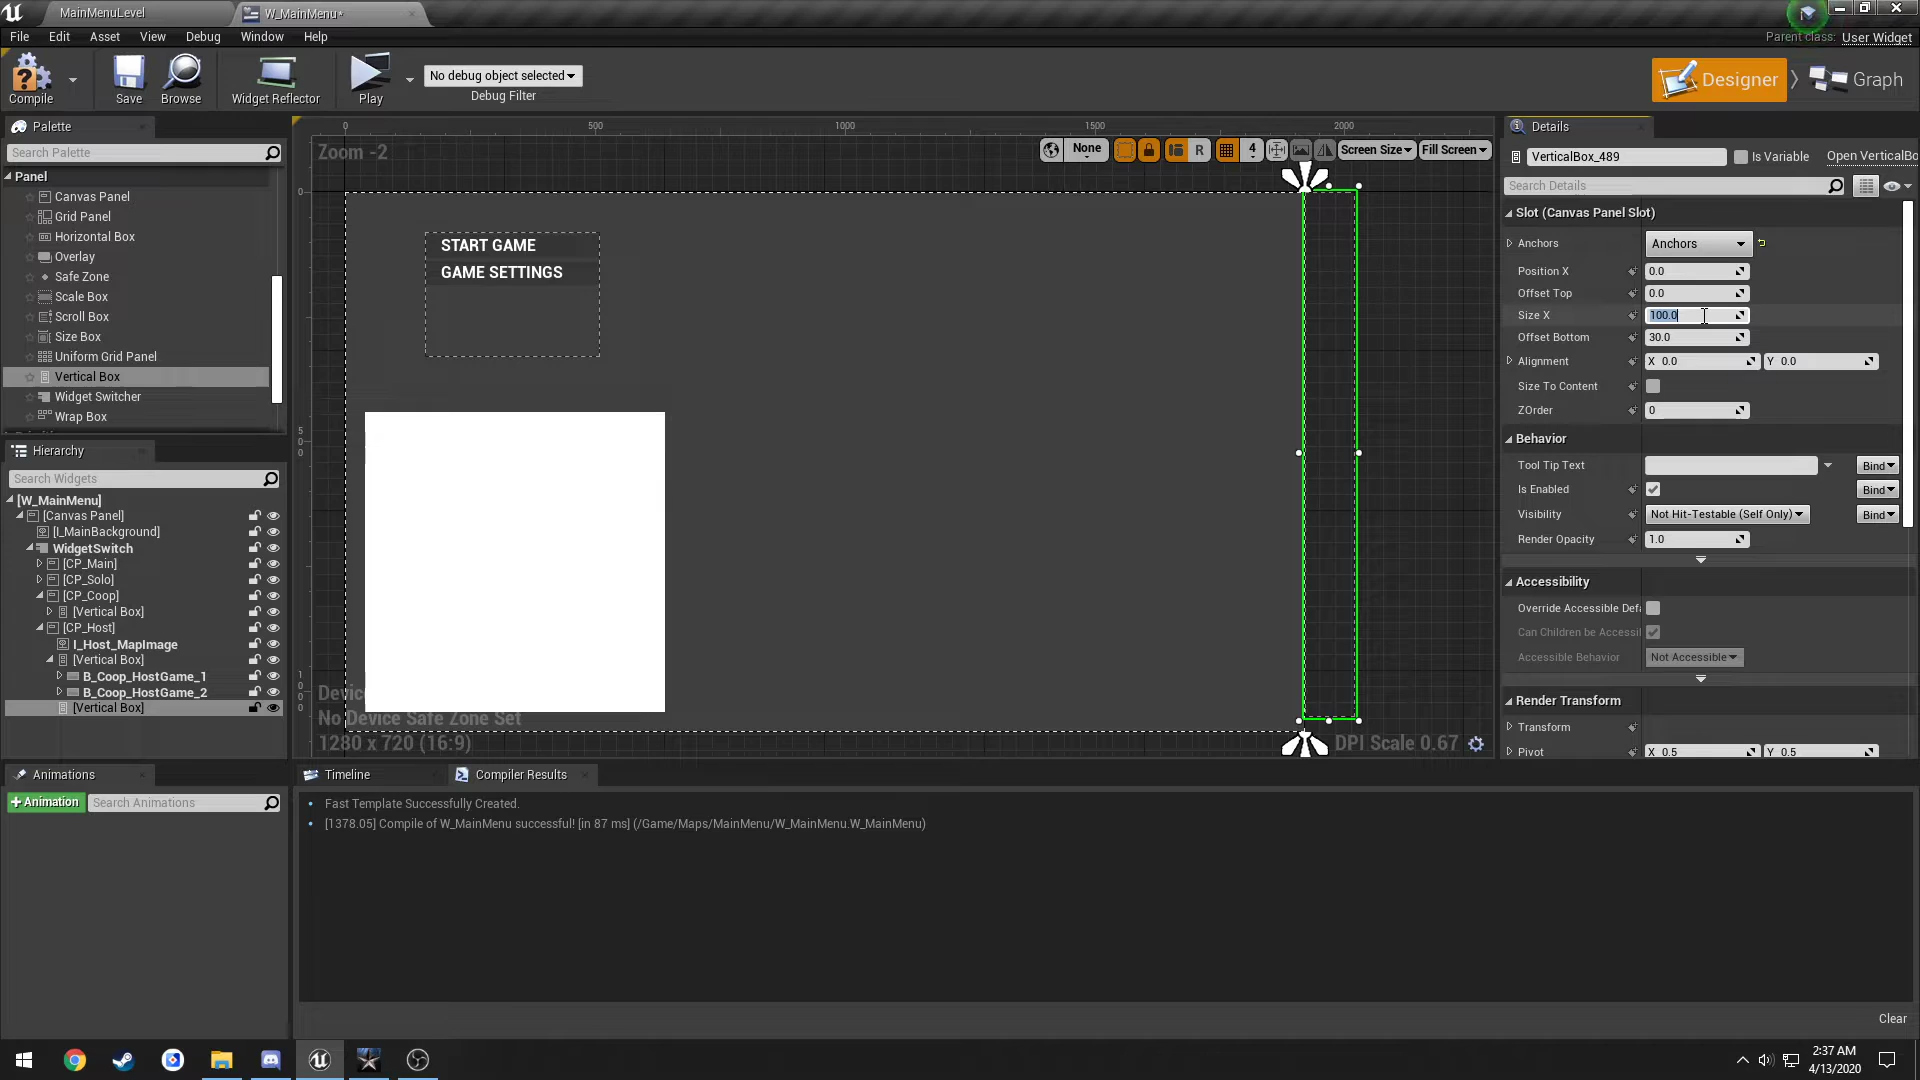 MainMenuLevel
W_MainMenu*
File Edit Asset View Debug Window Help
Parent class: User Widget
Compile Save Browse Widget Reflector Play
No debug object selected
Debug Filter
Designer Graph
Palette
Search Palette
Panel
Canvas Panel
Grid Panel
Horizontal Box
Overlay
Safe Zone
Scale Box
Scroll Box
Size Box
Uniform Grid Panel
Vertical Box
Widget Switcher
Wrap Box
Hierarchy
Search Widgets
[W_MainMenu]
[Canvas Panel]
[I_MainBackground]
WidgetSwitch
[CP_Main]
[CP_Solo]
[CP_Coop]
[Vertical Box]
[CP_Host]
I_Host_MapImage
[Vertical Box]
B_Coop_HostGame_1
B_Coop_HostGame_2
[Vertical Box]
Animations
+Animation Search Animations
0 500 1000 1500 2000
Zoom -2
None R 4 Screen Size Fill Screen
0
500
1000
START GAME
GAME SETTINGS
Devic
No Device Safe Zone Set
1280 x 720 (16:9)
DPI Scale 0.67
Timeline Compiler Results
Fast Template Successfully Created.
[1378.05] Compile of W_MainMenu successful! [in 87 ms] (/Game/Maps/MainMenu/W_MainMenu.W_MainMenu)
Clear
Details
VerticalBox_489 Is Variable Open VerticalBo
Search Details
Slot (Canvas Panel Slot)
Anchors Anchors
Position X 0.0
Offset Top 0.0
Size X 100.0
Offset Bottom 30.0
Alignment X 0.0 Y 0.0
Size To Content
ZOrder 0
Behavior
Tool Tip Text Bind
Is Enabled Bind
Visibility Not Hit-Testable (Self Only) Bind
Render Opacity 1.0
Accessibility
Override Accessible Defa
Can Children be Accessil
Accessible Behavior Not Accessible
Render Transform
Transform
Pivot X 0.5 Y 0.5
2:37 AM
4/13/2020